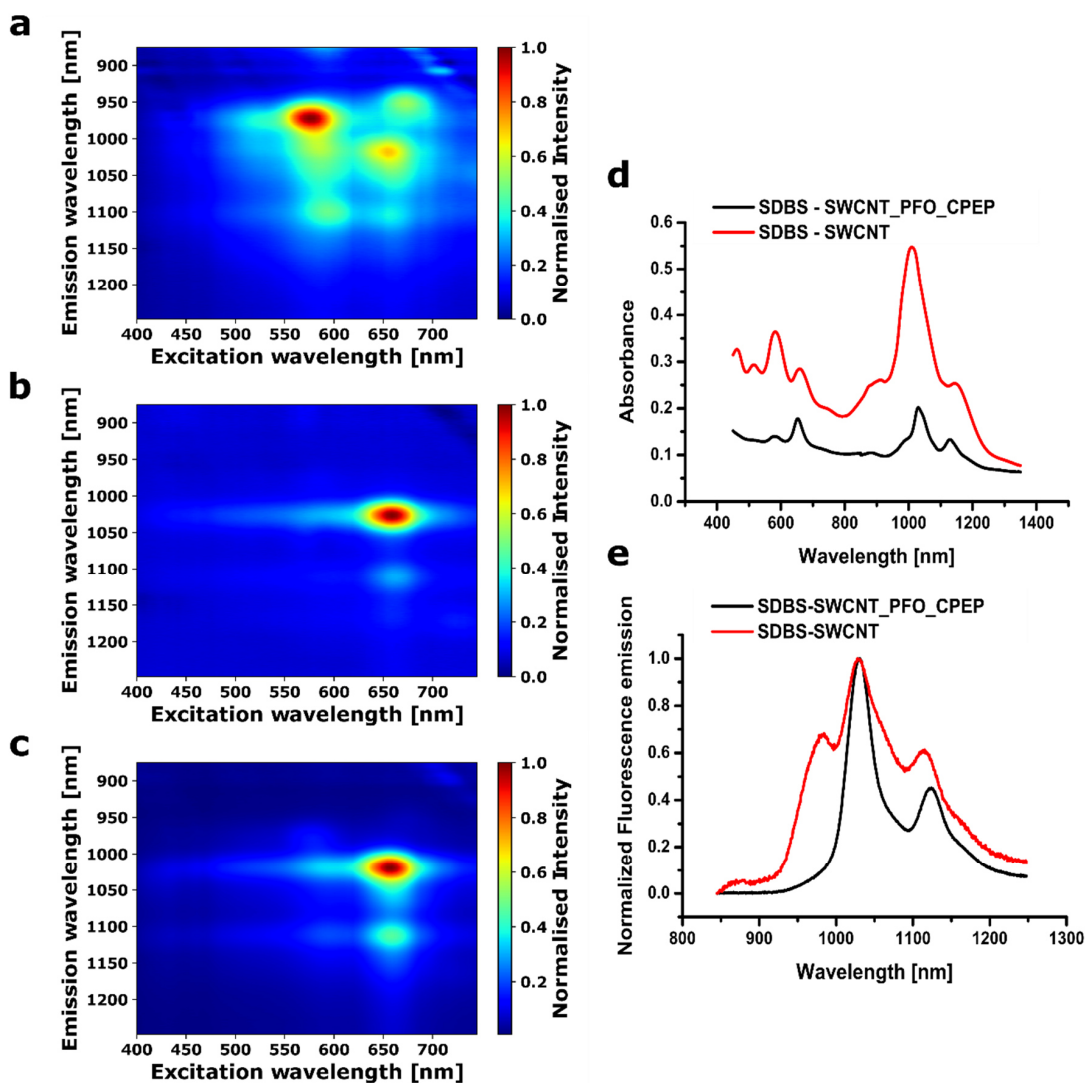 a
Emission wavelength [nm]
900
950
1000
1050
1100
1150
1200
400 450 500 550 600 650 700
Excitation wavelength [nm]
1.0
0.8
0.6
0.4
0.2
0.0
Normalised Intensity
b
Emission wavelength [nm]
900
950
1000
1050
1100
1150
1200
400 450 500 550 600 650 700
Excitation wavelength [nm]
1.0
0.8
0.6
0.4
0.2
0.0
Normalised Intensity
c
Emission wavelength [nm]
900
950
1000
1050
1100
1150
1200
400 450 500 550 600 650 700
Excitation wavelength [nm]
1.0
0.8
0.6
0.4
0.2
Normalised Intensity
d
SDBS - SWCNT_PFO_CPEP
SDBS - SWCNT
Absorbance
0.6
0.5
0.4
0.3
0.2
0.1
0.0
400 600 800 1000 1200 1400
Wavelength [nm]
e
SDBS-SWCNT_PFO_CPEP
SDBS-SWCNT
Normalized Fluorescence emission
1.0
0.8
0.6
0.4
0.2
0.0
800 900 1000 1100 1200 1300
Wavelength [nm]